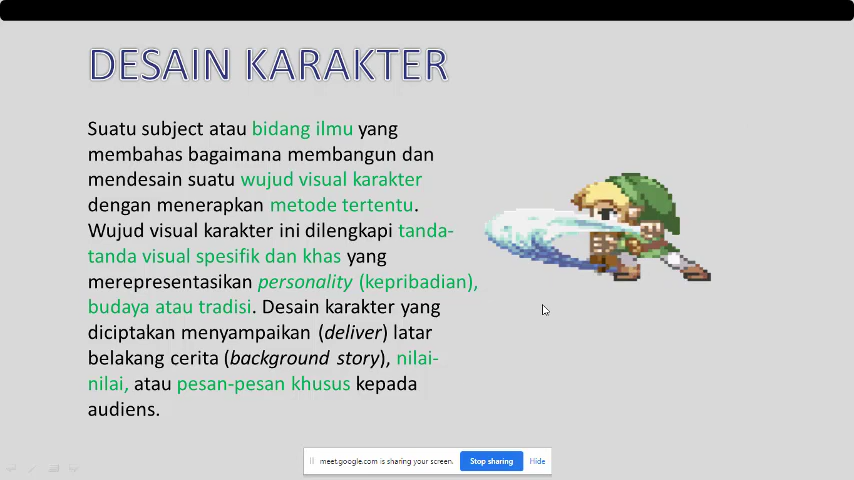 DESAIN KARAKTER
Suatu subject atau bidang ilmu yang
membahas bagaimana membangun dan
mendesain suatu wujud visual karakter
dengan menerapkan metode tertentu.
Wujud visual karakter ini dilengkapi tanda-
tanda visual spesifik dan khas yang
merepresentasikan personality (kepribadian),
budaya atau tradisi. Desain karakter yang
diciptakan menyampaikan (deliver) latar
belakang cerita (background story), nilai-
nilai, atau pesan-pesan khusus kepada
audiens.
meet.google.com is sharing your screen.
Stop sharing
Hide